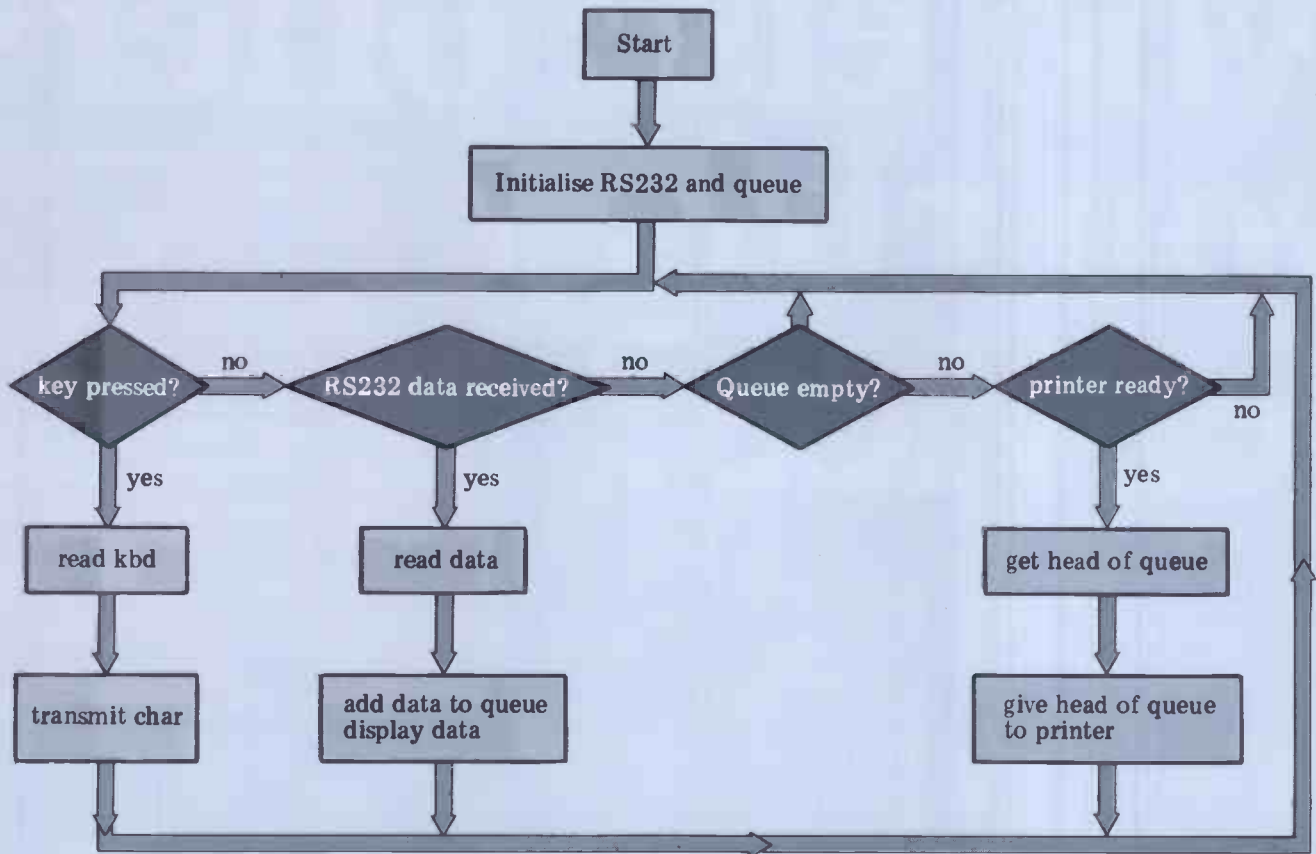 Start
Initialise RS232 and queue
key pressed?
no
RS232 data received?
no
Queue empty?
no
printer ready?
no
yes
yes
yes
read kbd
read data
get head of queue
transmit char
add data to queue
display data
give head of queue
to printer